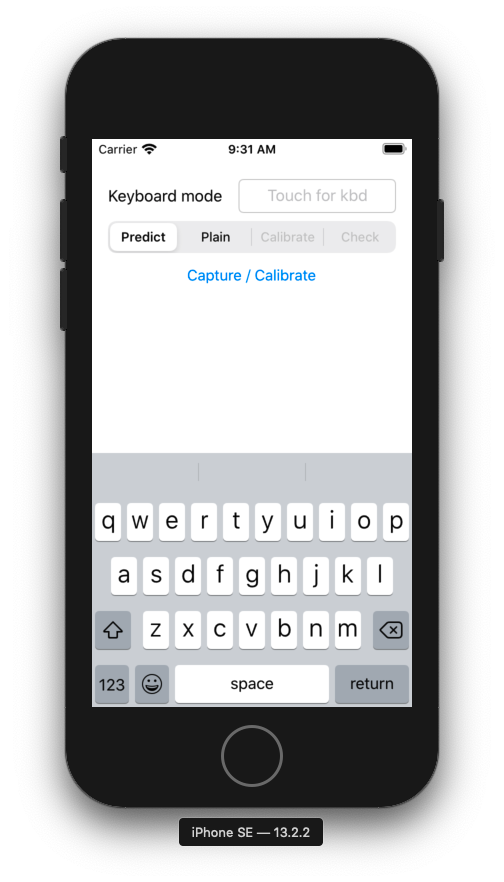 Carrier 9:31 AM
Keyboard mode Touch for kbd
Predict Plain Calibrate Check
Capture / Calibrate
q w e r t y u i o p
a s d f g h j k l
z x c v b n m
123 space return
iPhone SE — 13.2.2